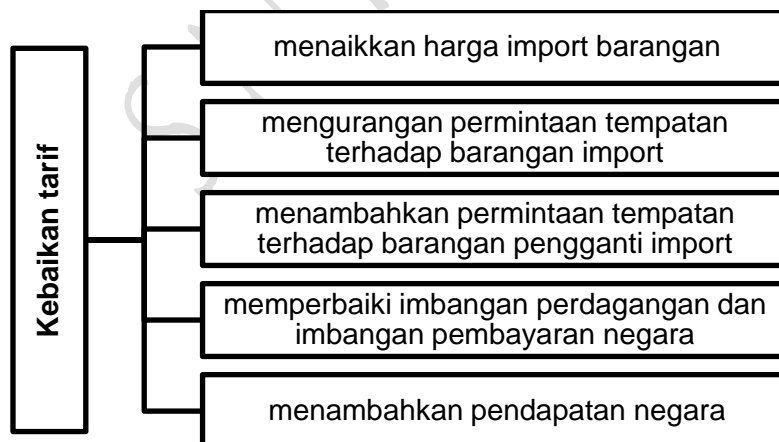 Kebaikan tarif
menaikkan harga import barangan
mengurangan permintaan tempatan
terhadap barangan import
menambahkan permintaan tempatan
terhadap barangan pengganti import
memperbaiki imbangan perdagangan dan
imbangan pembayaran negara
menambahkan pendapatan negara